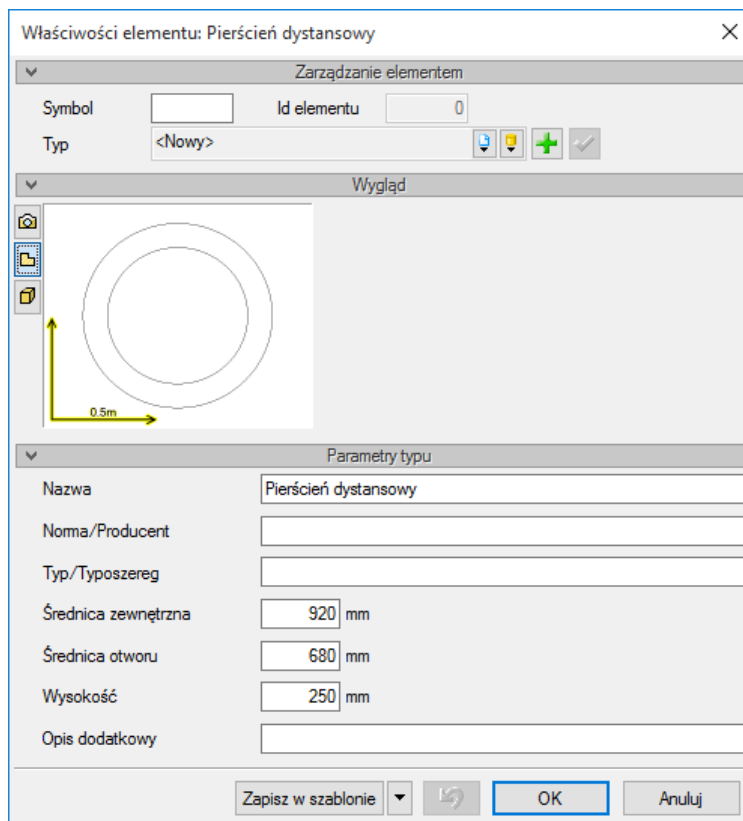 Właściwości elementu: Pierścień dystansowy
Zarządzanie elementem
Symbol Id elementu 0
Typ <Nowy>
Wygląd
0.5m
Parametry typu
Nazwa Pierścień dystansowy
Norma/Producent
Typ/Typoszereg
Średnica zewnętrzna 920 mm
Średnica otworu 680 mm
Wysokość 250 mm
Opis dodatkowy
Zapisz w szablonie OK Anuluj